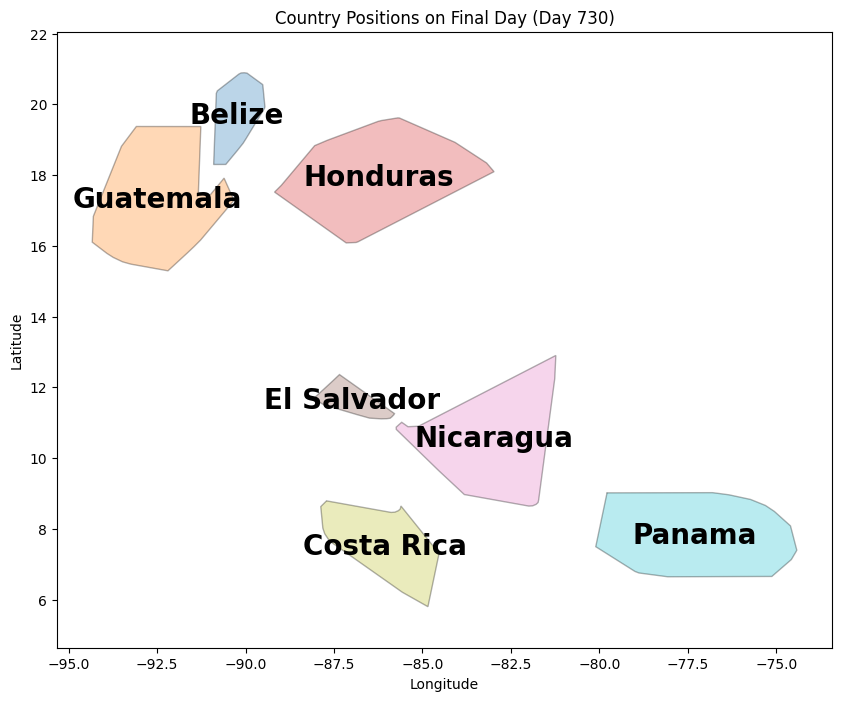 Country Positions on Final Day (Day 730)
22
20
18
16
14
12
10
8
6
Latitude
Belize
Honduras
Guatemala
El Salvador
Nicaragua
Panama
Costa Rica
−95.0 −92.5 −90.0 −87.5 −85.0 −82.5 −80.0 −77.5 −75.0
Longitude